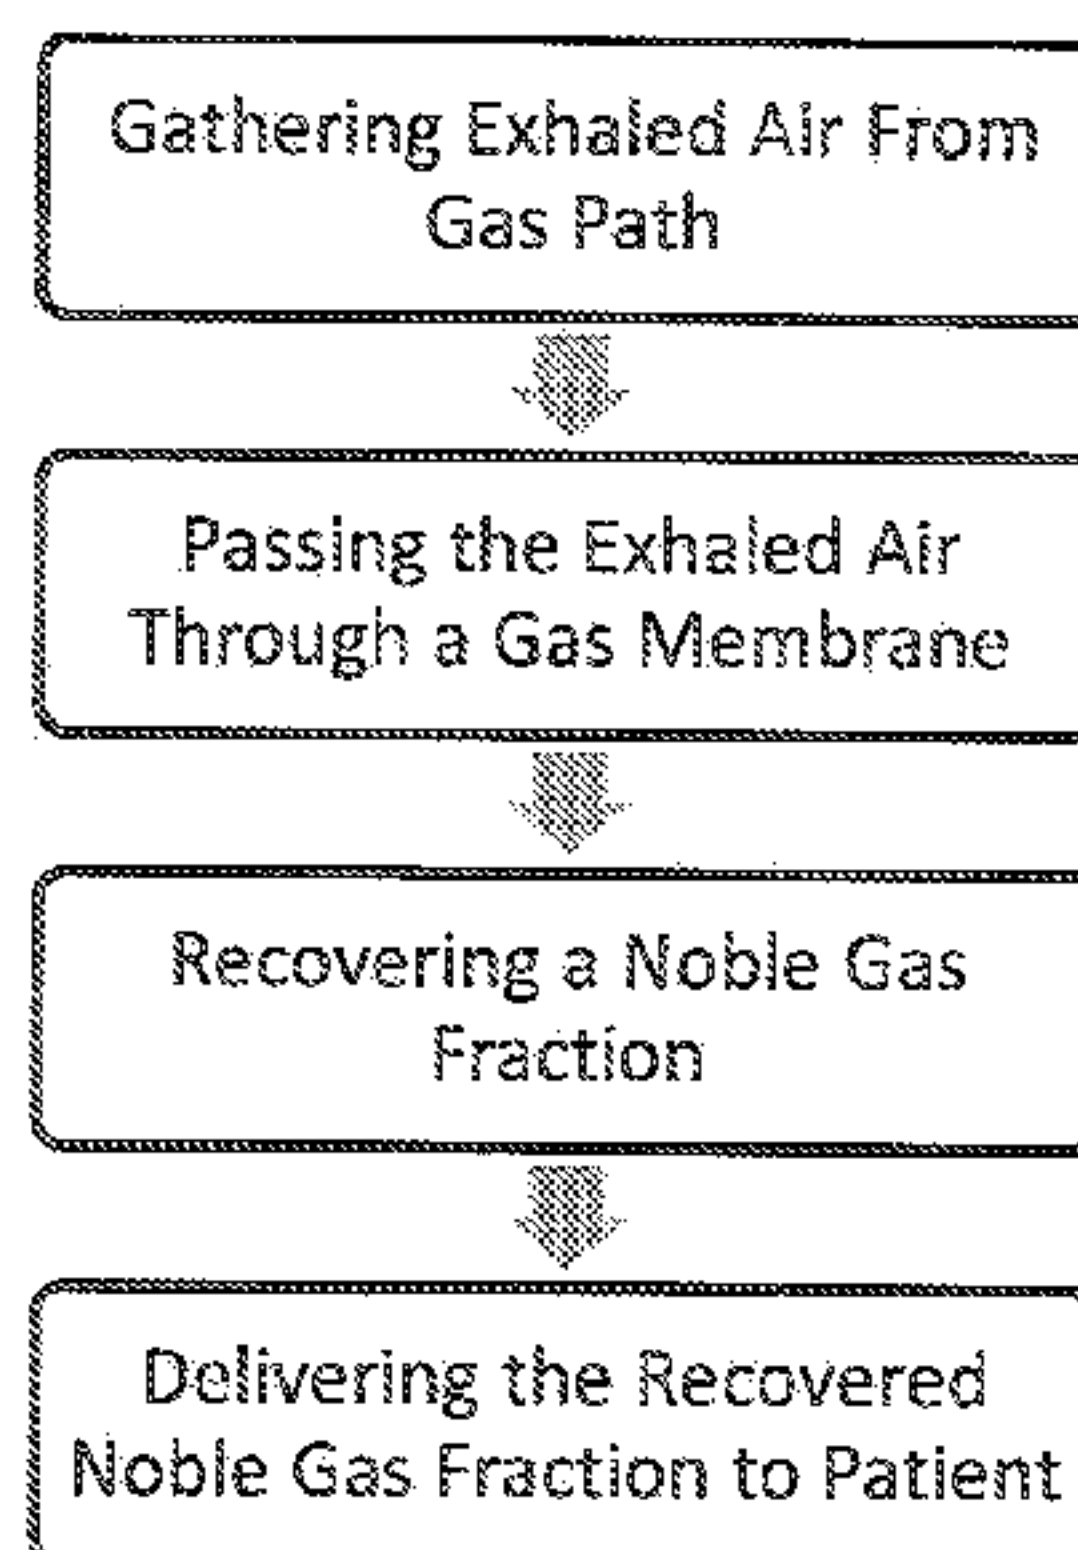 Gathering Exhaled Air From
Gas Path
Passing the Exhaled Air
Through a Gas Membrane
Recovering a Noble Gas
Fraction
Delivering the Recovered
Noble Gas Fraction to Patient